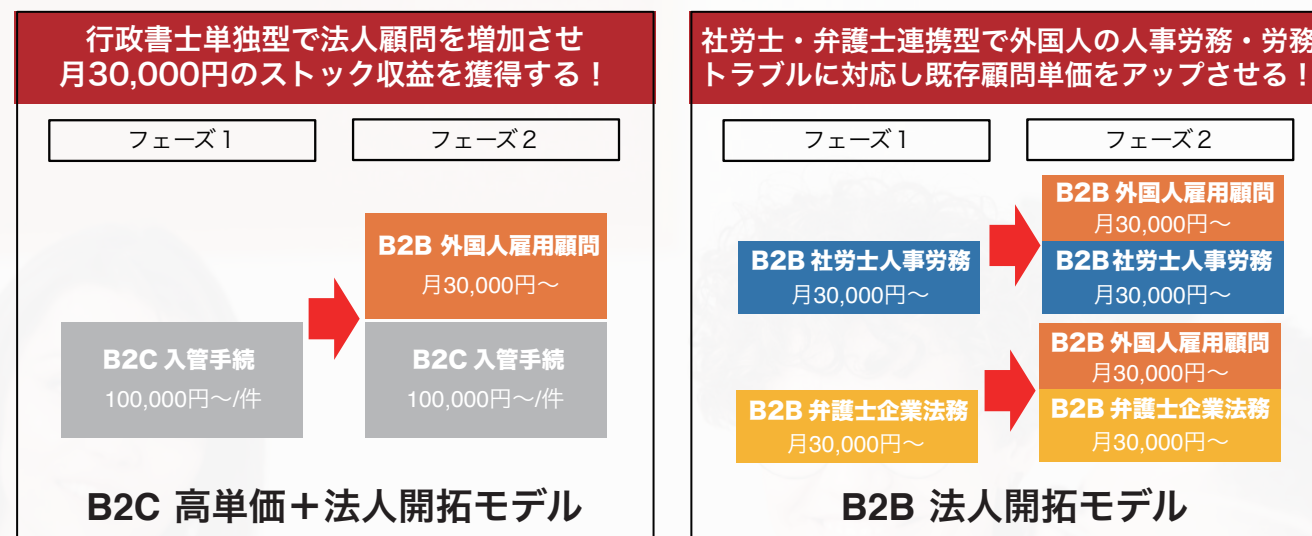 行政書士単独型で法人顧問を増加させ
月30,000円のストック収益を獲得する！
フェーズ1
フェーズ2
B2B 外国人雇用顧問
月30,000円〜
B2C 入管手続
100,000円〜/件
B2C 入管手続
100,000円〜/件
B2C 高単価＋法人開拓モデル
社労士・弁護士連携型で外国人の人事労務・労務
トラブルに対応し既存顧問単価をアップさせる！
フェーズ1
フェーズ2
B2B 社労士人事労務
月30,000円〜
B2B 外国人雇用顧問
月30,000円〜
B2B 社労士人事労務
月30,000円〜
B2B 弁護士企業法務
月30,000円〜
B2B 外国人雇用顧問
月30,000円〜
B2B 弁護士企業法務
月30,000円〜
B2B 法人開拓モデル